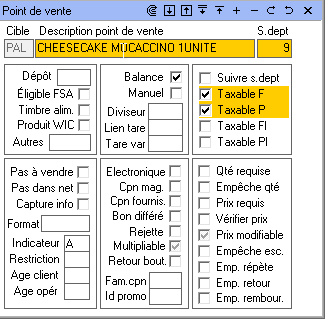 Point de vente
Cible Description point de vente S.dept
PAL CHEESECAKE MUCACCINO 1UNITE 9
Dépôt
Éligible FSA
Timbre alim.
Produit WIC
Autres
Balance
Manuel
Diviseur
Lien tare
Tare var
Suivre s.dept
Taxable F
Taxable P
Taxable FI
Taxable PI
Pas à vendre
Pas dans net
Capture info
Format
Indicateur A
Restriction
Age client
Age opér
Electronique
Cpn mag.
Cpn fournis.
Bon différé
Rejette
Multipliable
Retour bout.
Fam.cpn
Id promo
Qté requise
Empêche qté
Prix requis
Vérifier prix
Prix modifiable
Empêche esc.
Emp. répète
Emp. retour
Emp. rembour.